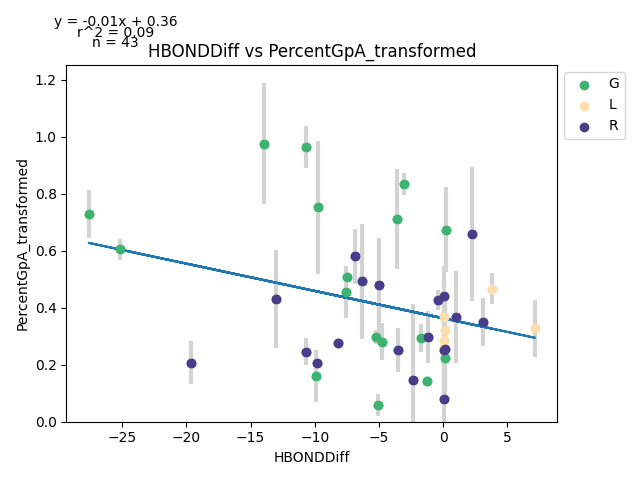 y = -0.01x + 0.36
r^2 = 0.09
n = 43
HBONDDiff vs PercentGpA_transformed
G
L
R
PercentGpA_transformed
1.2
1.0
0.8
0.6
0.4
0.2
0.0
−25
−20
−15
−10
−5
0
5
HBONDDiff